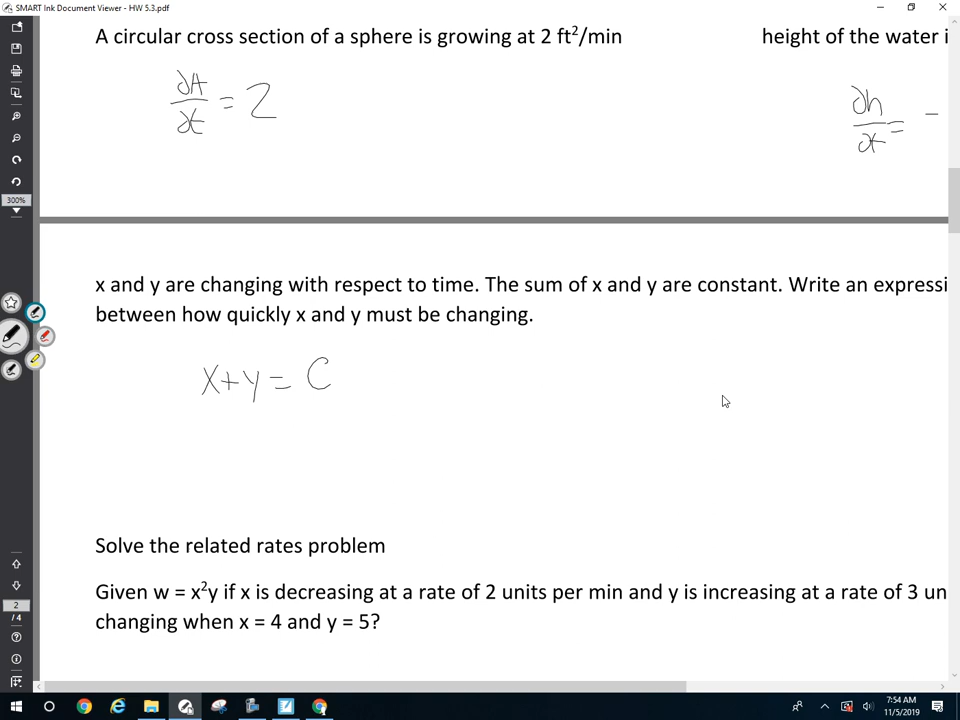 SMART Ink Document Viewer - HW 5.3.pdf
A circular cross section of a sphere is growing at 2 ft²/min
height of the water i
∂A/∂t = 2
∂h/∂t = -
300%
x and y are changing with respect to time. The sum of x and y are constant. Write an expressi
between how quickly x and y must be changing.
x+y = C
Solve the related rates problem
Given w = x²y if x is decreasing at a rate of 2 units per min and y is increasing at a rate of 3 un
changing when x = 4 and y = 5?
2
/ 4
7:54 AM
11/5/2019